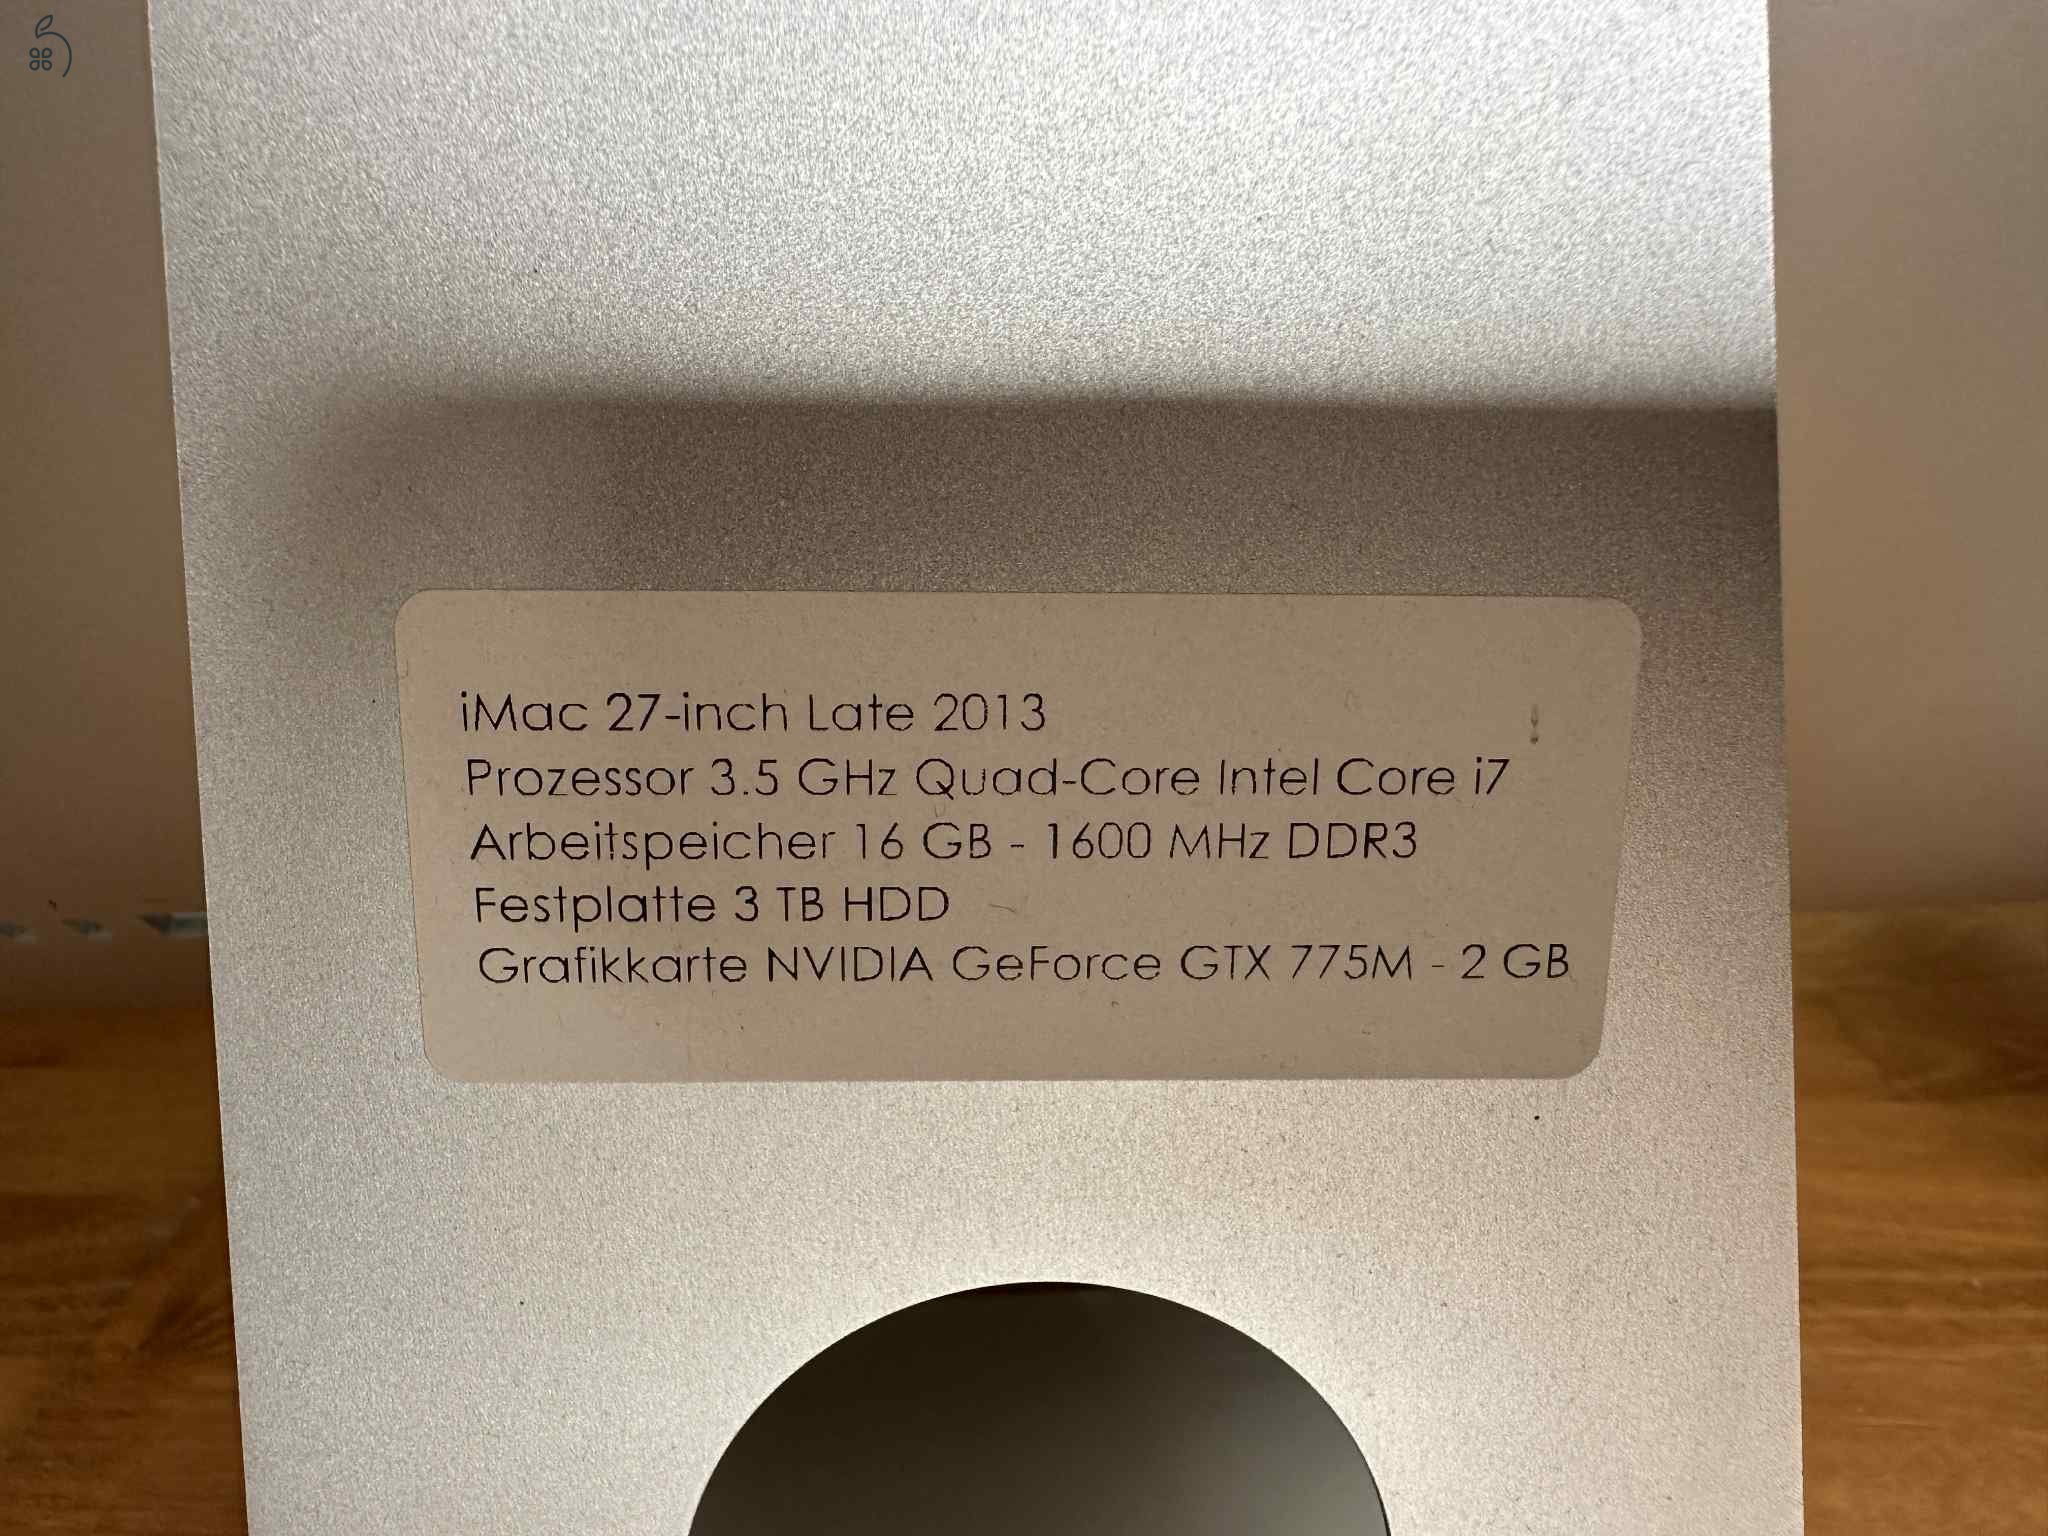 iMac 27-inch Late 2013
Prozessor 3.5 GHz Quad-Core Intel Core i7
Arbeitspeicher 16 GB - 1600 MHz DDR3
Festplatte 3 TB HDD
Grafikkarte NVIDIA GeForce GTX 775M - 2 GB